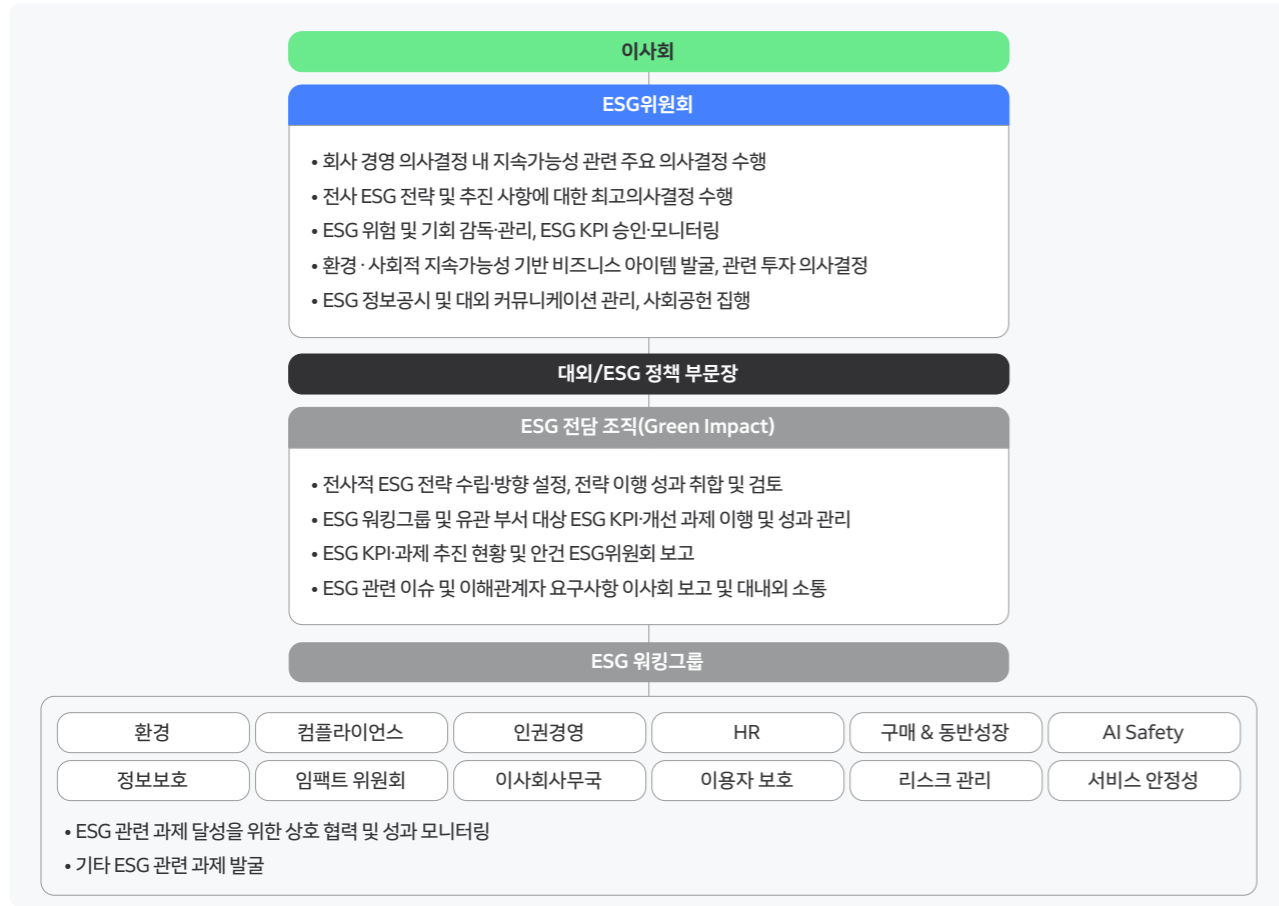 이사회
ESG위원회
• 회사 경영 의사결정 내 지속가능성 관련 주요 의사결정 수행
• 전사 ESG 전략 및 추진 사항에 대한 최고의사결정 수행
• ESG 위험 및 기회 감독·관리, ESG KPI 승인·모니터링
• 환경 · 사회적 지속가능성 기반 비즈니스 아이템 발굴, 관련 투자 의사결정
• ESG 정보공시 및 대외 커뮤니케이션 관리, 사회공헌 집행
대외/ESG 정책 부문장
ESG 전담 조직(Green Impact)
• 전사적 ESG 전략 수립·방향 설정, 전략 이행 성과 취합 및 검토
• ESG 워킹그룹 및 유관 부서 대상 ESG KPI·개선 과제 이행 및 성과 관리
• ESG KPI·과제 추진 현황 및 안건 ESG위원회 보고
• ESG 관련 이슈 및 이해관계자 요구사항 이사회 보고 및 대내외 소통
ESG 워킹그룹
환경 컴플라이언스 인권경영 HR 구매 & 동반성장 AI Safety
정보보호 임팩트 위원회 이사회사무국 이용자 보호 리스크 관리 서비스 안정성
• ESG 관련 과제 달성을 위한 상호 협력 및 성과 모니터링
• 기타 ESG 관련 과제 발굴